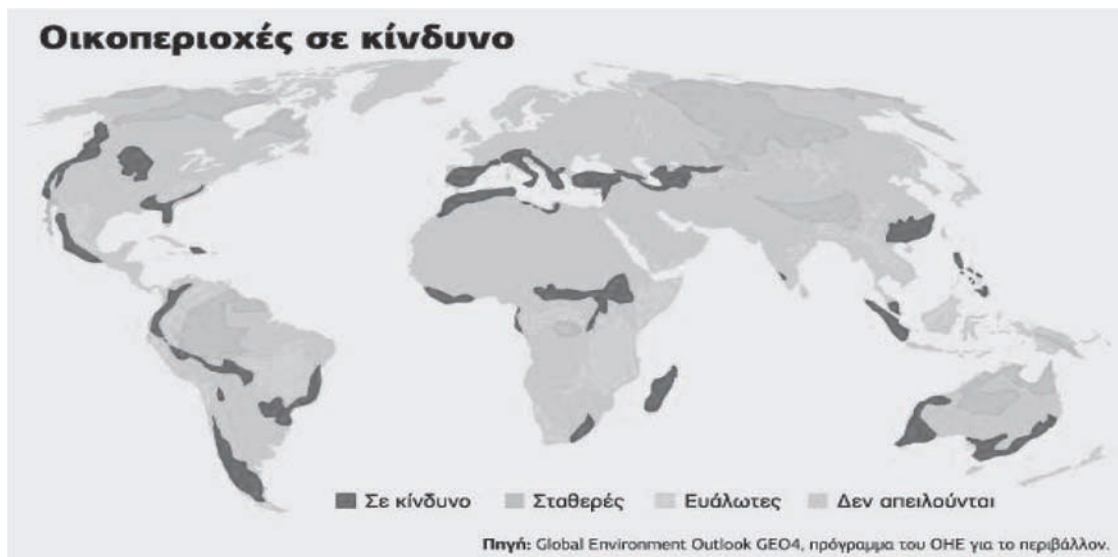 Οικοπεριοχές σε κίνδυνο
Σε κίνδυνο Σταθερές Ευάλωτες Δεν απειλούνται
Πηγή: Global Environment Outlook GEO4, πρόγραμμα του ΟΗΕ για το περιβάλλον.